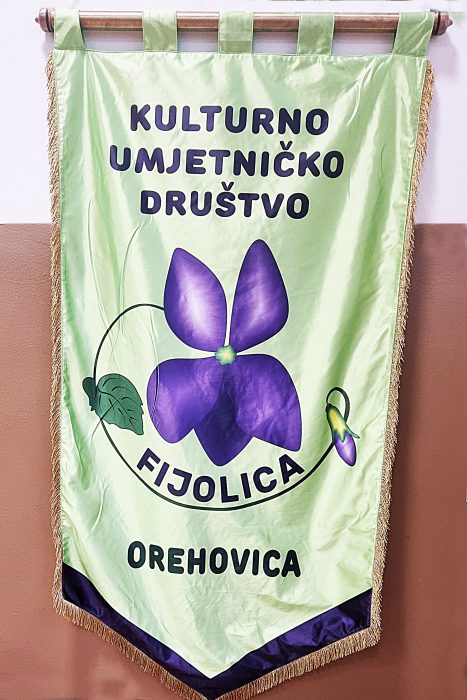 KULTURNO
UMJETNIČKO
DRUŠTVO
FIJOLICA
OREHOVICA